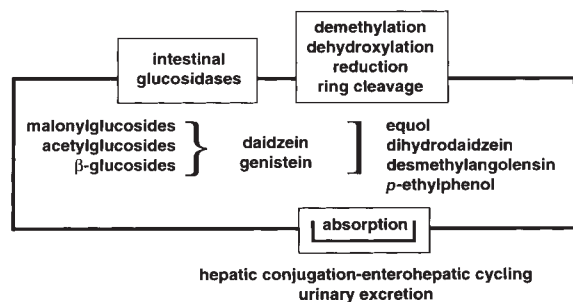 intestinal
glucosidases
demethylation
dehydroxylation
reduction
ring cleavage
malonylglucosides
acetylglucosides
β-glucosides
daidzein
genistein
equol
dihydrodaidzein
desmethylangolensin
p-ethylphenol
absorption
hepatic conjugation-enterohepatic cycling
urinary excretion